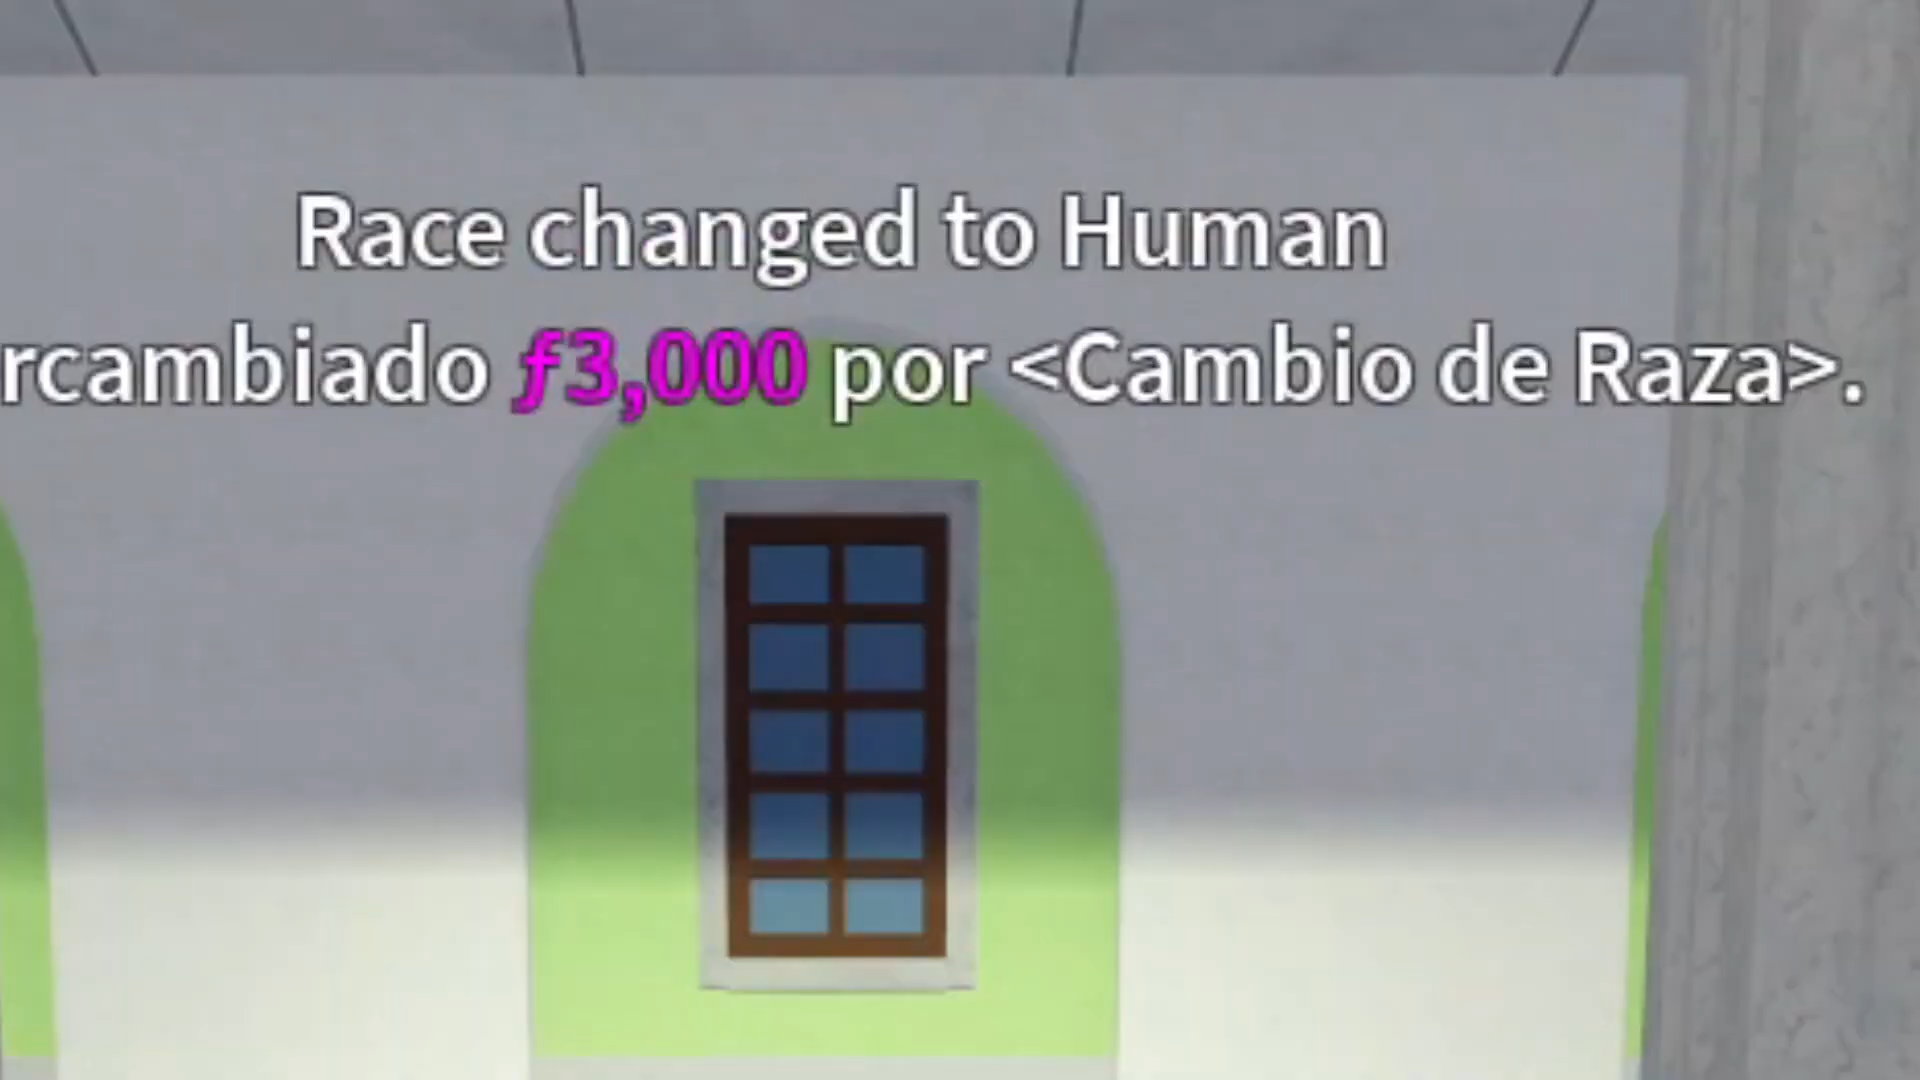 Race changed to Human
rcambiado ƒ3,000 por <Cambio de Raza>.